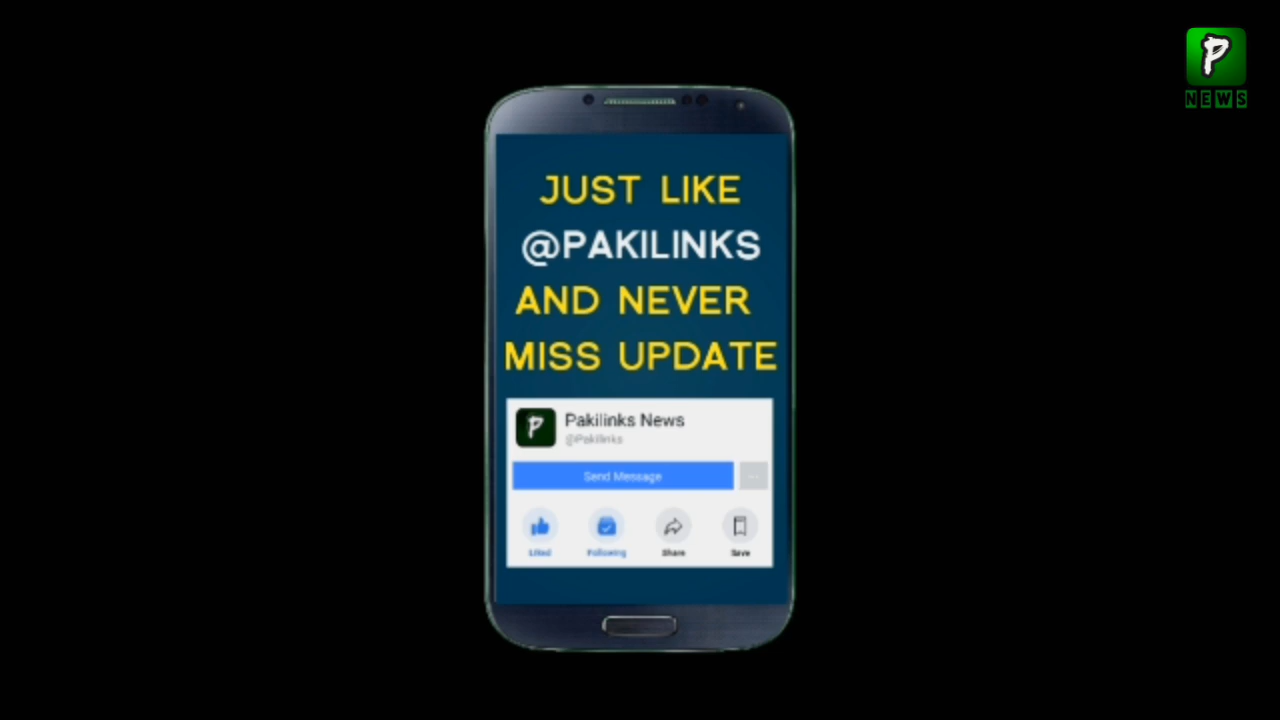 P
NEWS
JUST LIKE
@PAKILINKS
AND NEVER
MISS UPDATE
P
Pakilinks News
@Pakilinks
Send Message
...
Liked
Following
Share
Save